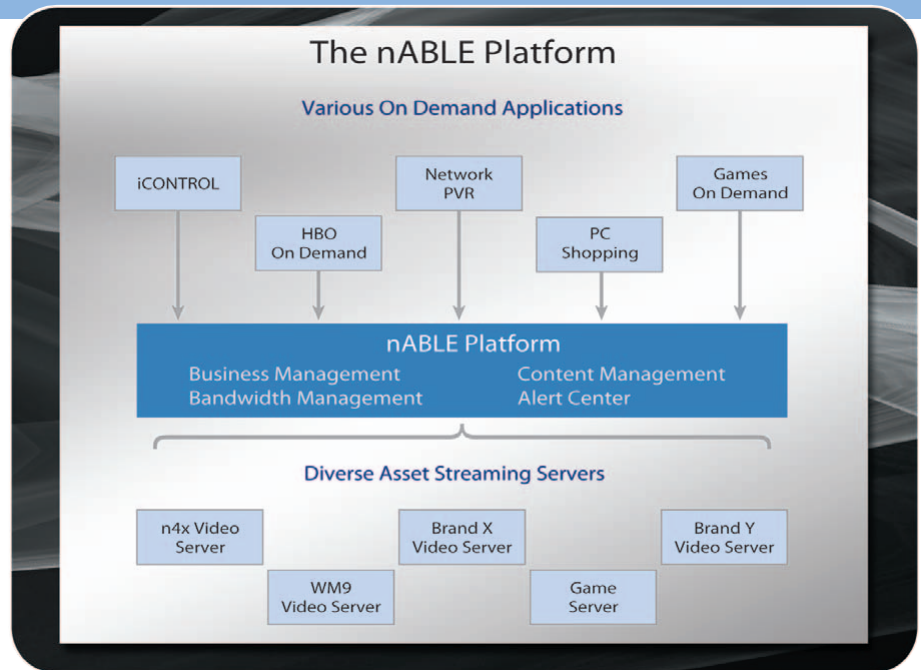 The nABLE Platform
Various On Demand Applications
iCONTROL
Network
PVR
Games
On Demand
HBO
On Demand
PC
Shopping
nABLE Platform
Business Management
Content Management
Bandwidth Management
Alert Center
Diverse Asset Streaming Servers
n4x Video
Server
Brand X
Video Server
Brand Y
Video Server
WM9
Video Server
Game
Server